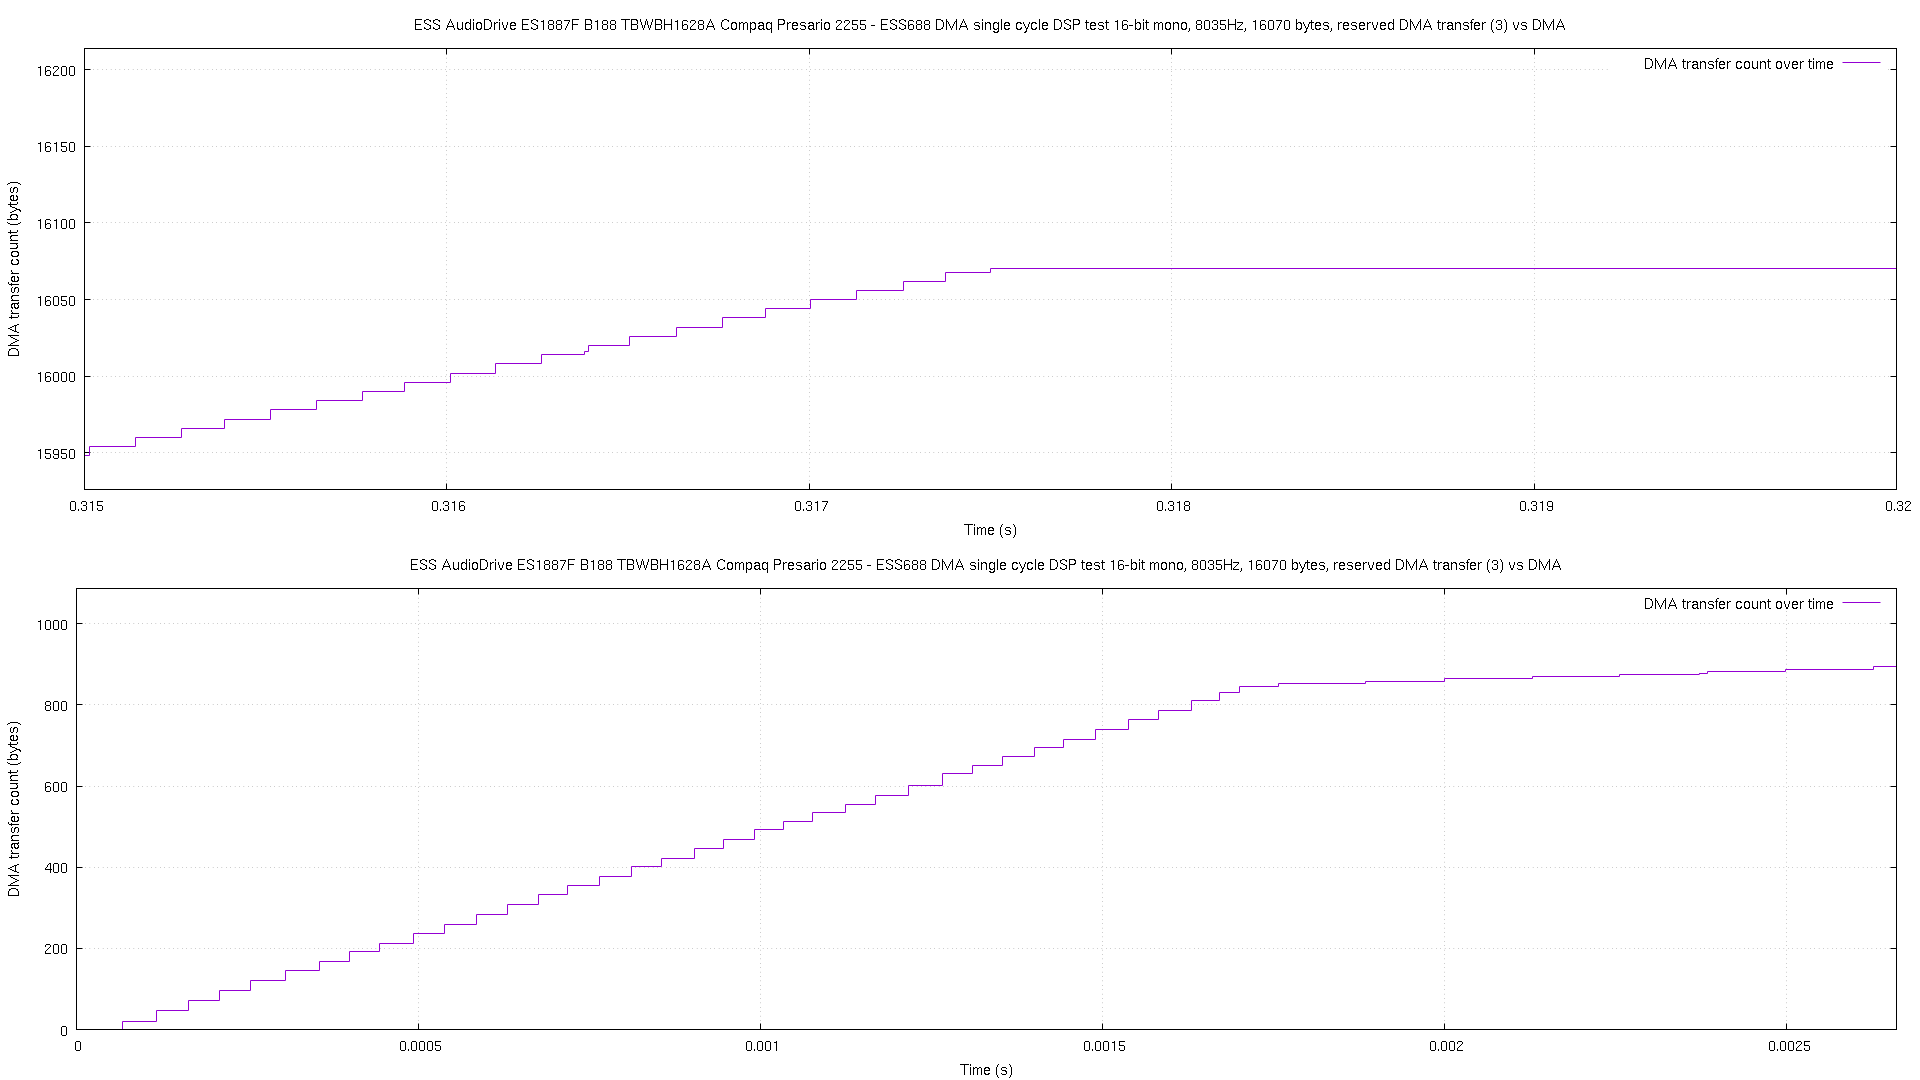 ESS AudioDrive ES1887F B188 TBWBH1628A Compaq Presario 2255 - ESS688 DMA single cycle DSP test 16-bit mono, 8035Hz, 16070 bytes, reserved DMA transfer (3) vs DMA
DMA transfer count over time
16200
16150
16100
16050
16000
15950
DMA transfer count (bytes)
0.315 0.316 0.317 0.318 0.319 0.32
Time (s)
ESS AudioDrive ES1887F B188 TBWBH1628A Compaq Presario 2255 - ESS688 DMA single cycle DSP test 16-bit mono, 8035Hz, 16070 bytes, reserved DMA transfer (3) vs DMA
DMA transfer count over time
1000
800
600
400
200
0
DMA transfer count (bytes)
0 0.0005 0.001 0.0015 0.002 0.0025
Time (s)